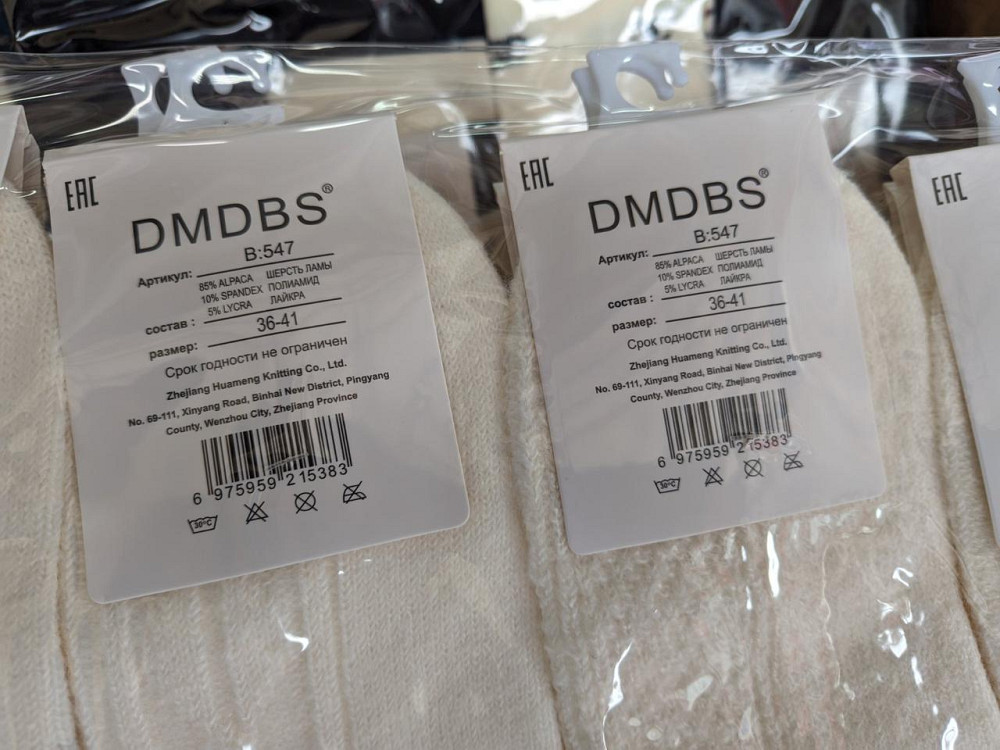 EAC
DMDBS®
Артикул: B:547
85% ALPACA ШЕРСТЬ ЛАМЫ
10% SPANDEX ПОЛИАМИД
состав : 5% LYCRA ЛАЙКРА
размер: 36-41
Срок годности не ограничен
Zhejiang Huameng Knitting Co., Ltd.
No. 69-111, Xinyang Road, Binhai New District, Pingyang
County, Wenzhou City, Zhejiang Province
6 975959 215383
30°C
EAC
DMDBS®
Артикул: B:547
85% ALPACA ШЕРСТЬ ЛАМЫ
10% SPANDEX ПОЛИАМИД
состав : 5% LYCRA ЛАЙКРА
размер: 36-41
Срок годности не ограничен
Zhejiang Huameng Knitting Co., Ltd.
No. 69-111, Xinyang Road, Binhai New District, Pingyang
County, Wenzhou City, Zhejiang Province
6 975959 215383
30°C
EAC